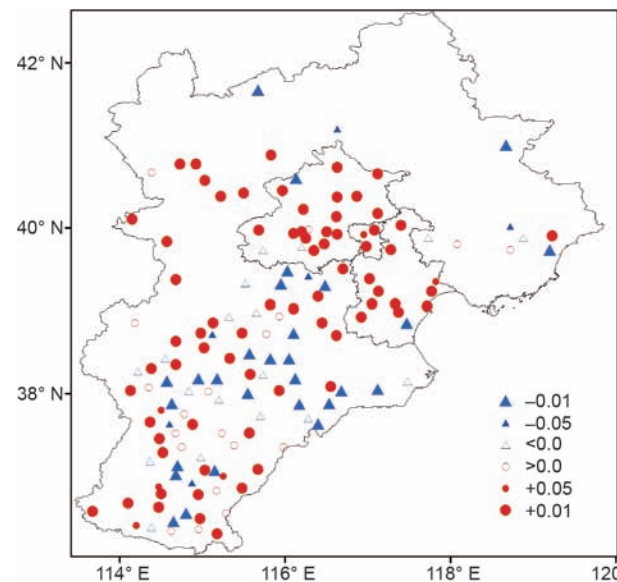 42° N
40° N
38° N
–0.01
–0.05
<0.0
>0.0
+0.05
+0.01
114° E
116° E
118° E
120